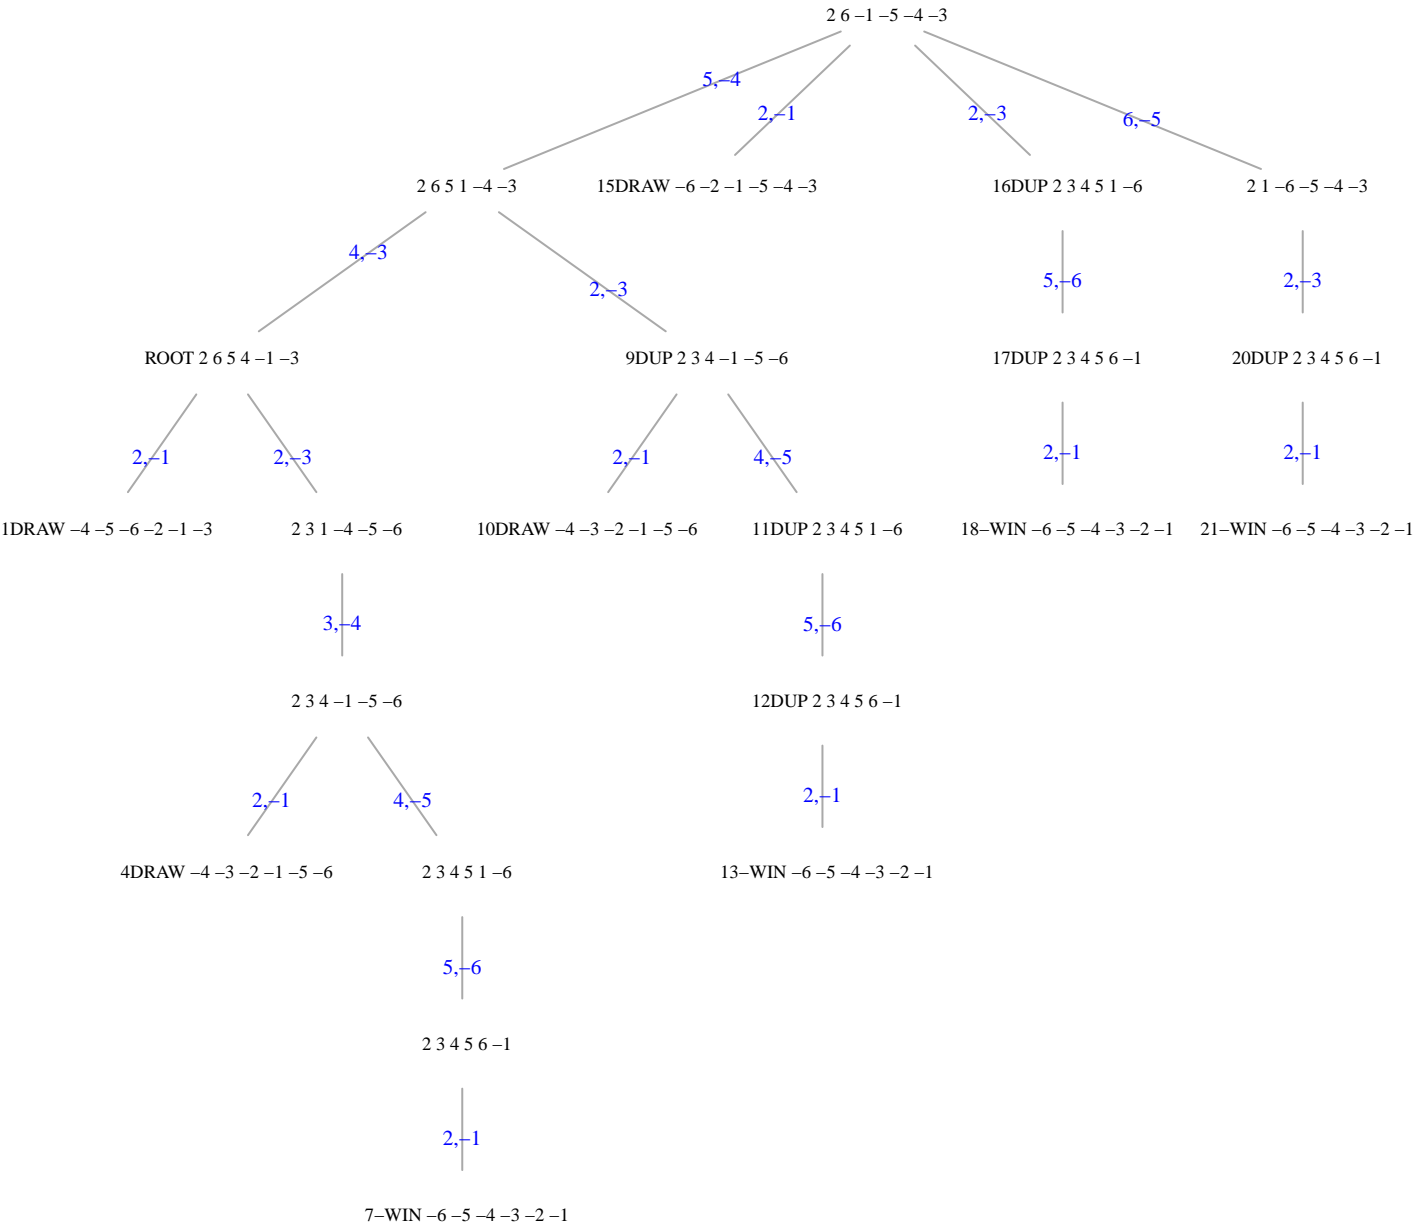 2 6 –1 –5 –4 –3
5,–4
2,–1
2,–3
6,–5
2 6 5 1 –4 –3
15DRAW –6 –2 –1 –5 –4 –3
16DUP 2 3 4 5 1 –6
2 1 –6 –5 –4 –3
4,–3
2,–3
5,–6
2,–3
ROOT 2 6 5 4 –1 –3
9DUP 2 3 4 –1 –5 –6
17DUP 2 3 4 5 6 –1
20DUP 2 3 4 5 6 –1
2,–1
2,–3
2,–1
4,–5
2,–1
2,–1
1DRAW –4 –5 –6 –2 –1 –3
2 3 1 –4 –5 –6
10DRAW –4 –3 –2 –1 –5 –6
11DUP 2 3 4 5 1 –6
18–WIN –6 –5 –4 –3 –2 –1
21–WIN –6 –5 –4 –3 –2 –1
3,–4
5,–6
2 3 4 –1 –5 –6
12DUP 2 3 4 5 6 –1
2,–1
4,–5
2,–1
4DRAW –4 –3 –2 –1 –5 –6
2 3 4 5 1 –6
13–WIN –6 –5 –4 –3 –2 –1
5,–6
2 3 4 5 6 –1
2,–1
7–WIN –6 –5 –4 –3 –2 –1